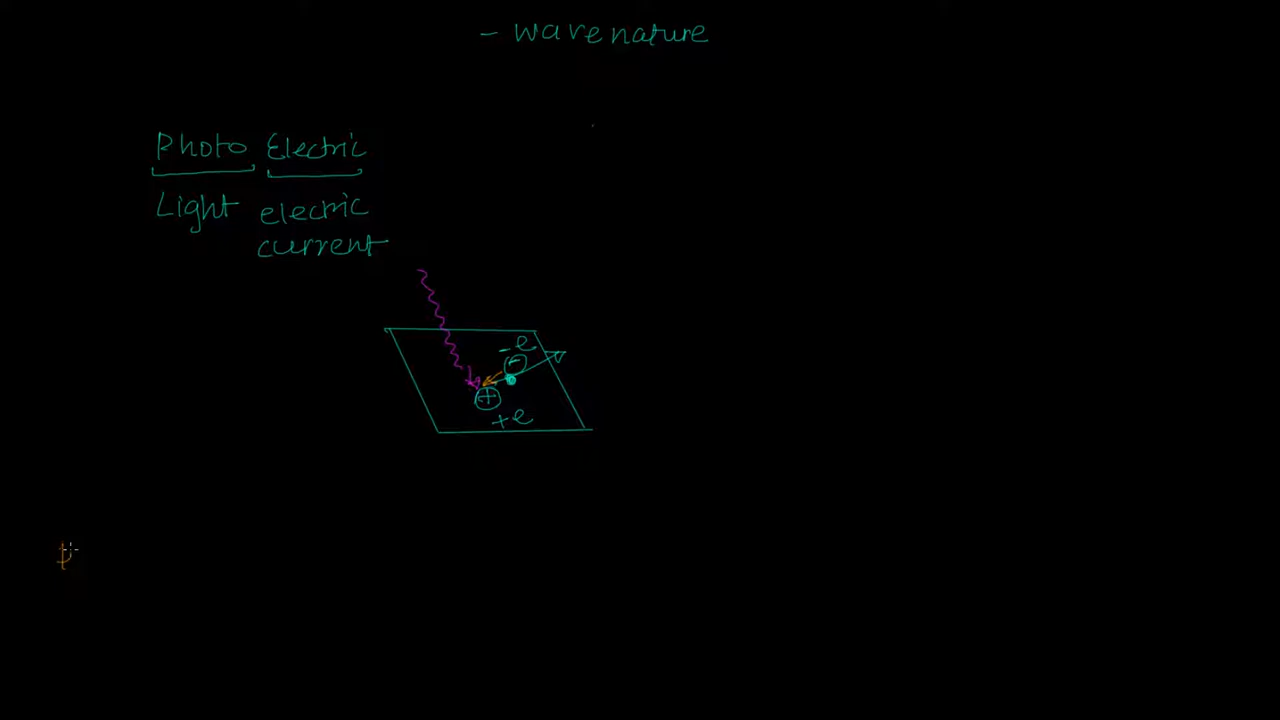 - wave nature
Photo Electric
Light electric
current
-e
-
+
+e